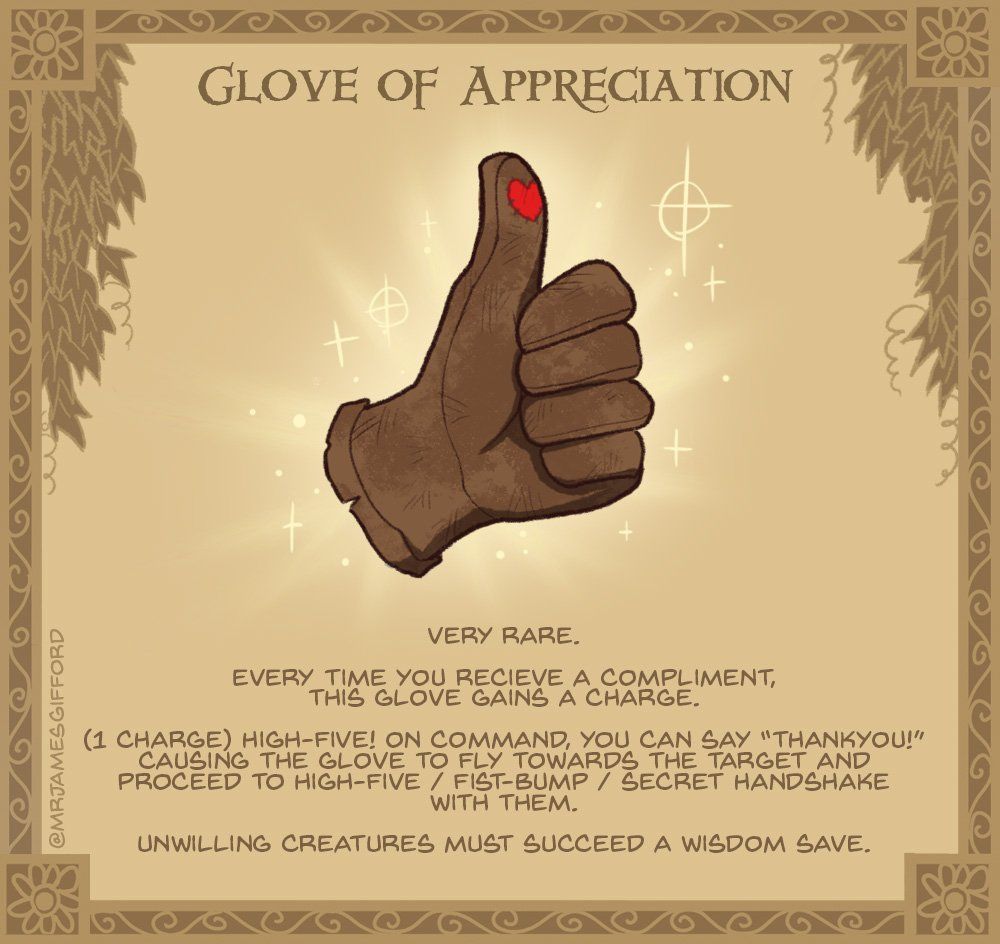 GLOVE OF APPRECIATION
VERY RARE.
EVERY TIME YOU RECIEVE A COMPLIMENT,
THIS GLOVE GAINS A CHARGE.
(1 CHARGE) HIGH-FIVE! ON COMMAND, YOU CAN SAY "THANKYOU!"
CAUSING THE GLOVE TO FLY TOWARDS THE TARGET AND
PROCEED TO HIGH-FIVE / FIST-BUMP / SECRET HANDSHAKE
WITH THEM.
UNWILLING CREATURES MUST SUCCEED A WISDOM SAVE.
@MRJAMESGIFFORD